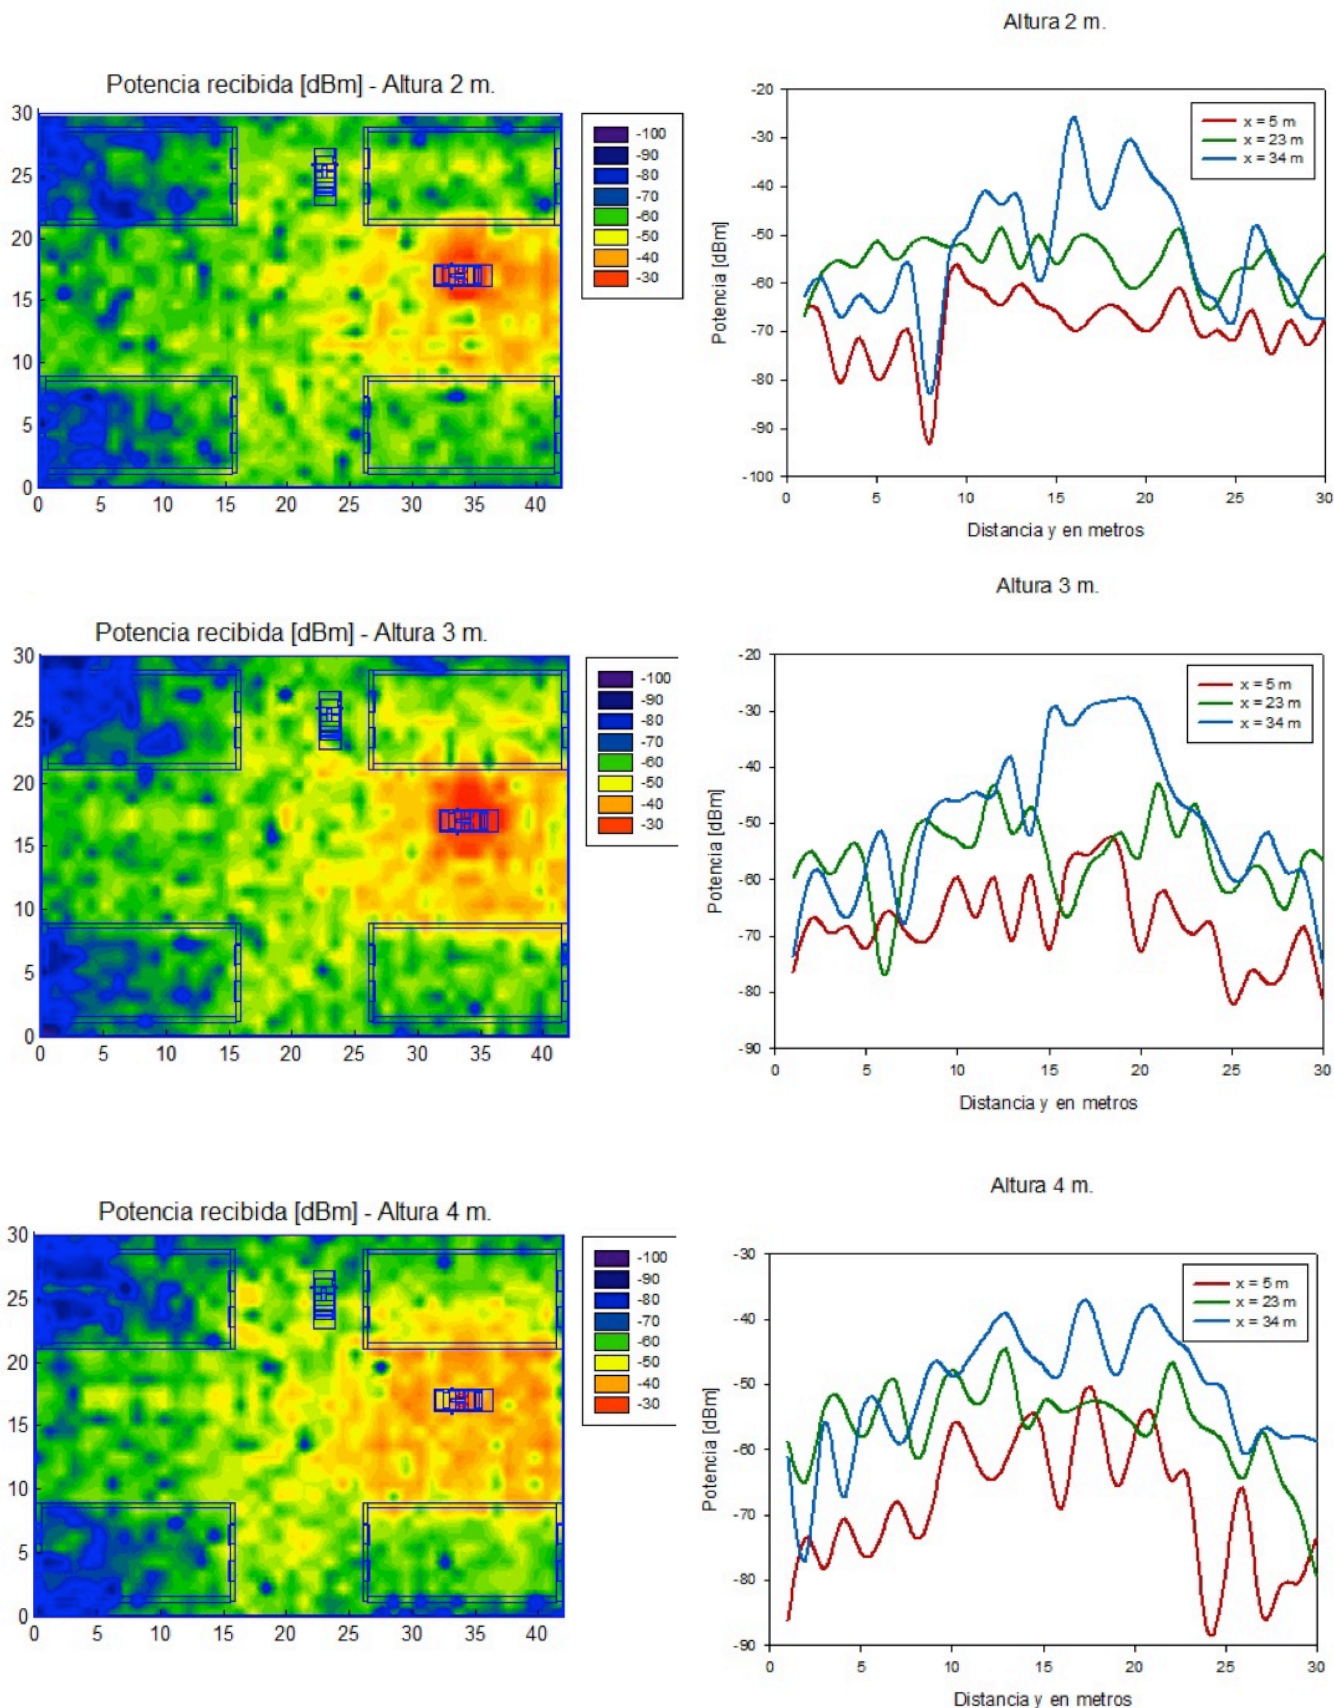 Altura 2 m.
Potencia recibida [dBm] - Altura 2 m.
30
25
20
15
10
5
0
0 5 10 15 20 25 30 35 40
-100
-90
-80
-70
-60
-50
-40
-30
-20
-30
-40
-50
-60
-70
-80
-90
-100
Potencia [dBm]
x = 5 m
x = 23 m
x = 34 m
0 5 10 15 20 25 30
Distancia y en metros
Altura 3 m.
Potencia recibida [dBm] - Altura 3 m.
30
25
20
15
10
5
0
0 5 10 15 20 25 30 35 40
-100
-90
-80
-70
-60
-50
-40
-30
-20
-30
-40
-50
-60
-70
-80
-90
Potencia [dBm]
x = 5 m
x = 23 m
x = 34 m
0 5 10 15 20 25 30
Distancia y en metros
Altura 4 m.
Potencia recibida [dBm] - Altura 4 m.
30
25
20
15
10
5
0
0 5 10 15 20 25 30 35 40
-100
-90
-80
-70
-60
-50
-40
-30
-30
-40
-50
-60
-70
-80
-90
Potencia [dBm]
x = 5 m
x = 23 m
x = 34 m
0 5 10 15 20 25 30
Distancia y en metros